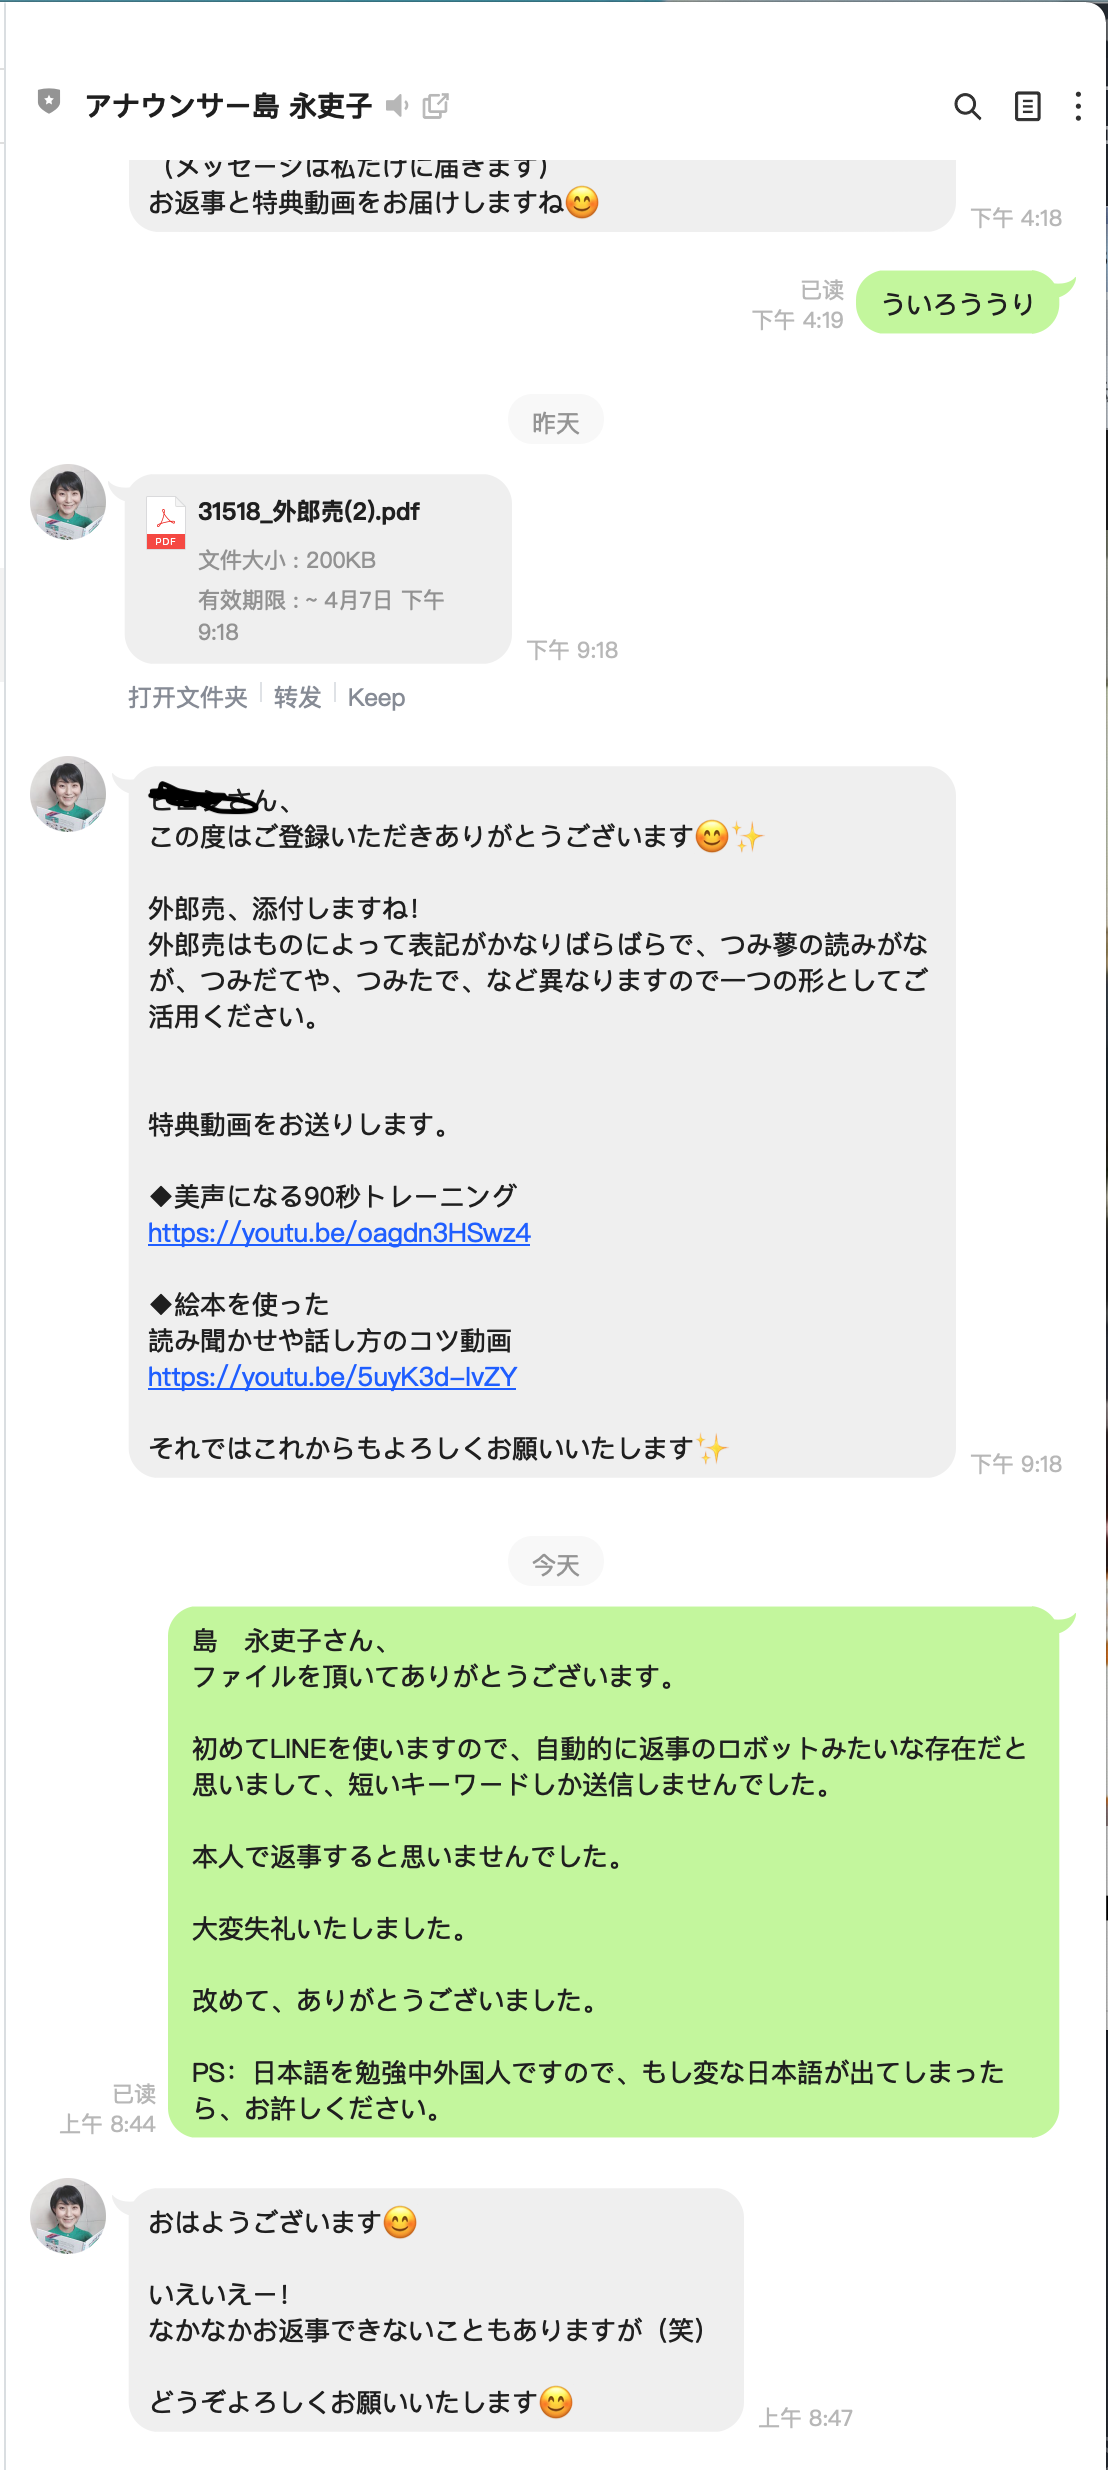 アナウンサー島 永吏子
（メッセージは私だけに届きます）
お返事と特典動画をお届けしますね😊
下午 4:18
已读
下午 4:19
ういろううり
昨天
31518_外郎売(2).pdf
PDF
文件大小 : 200KB
有效期限 : ~ 4月7日 下午
9:18
下午 9:18
打开文件夹
转发
Keep
さん、
この度はご登録いただきありがとうございます😊✨
外郎売、添付しますね！
外郎売はものによって表記がかなりばらばらで、つみ蓼の読みがな
が、つみだてや、つみたで、など異なりますので一つの形としてご
活用ください。
特典動画をお送りします。
◆美声になる90秒トレーニング
https://youtu.be/oagdn3HSwz4
◆絵本を使った
読み聞かせや話し方のコツ動画
https://youtu.be/5uyK3d-lvZY
それではこれからもよろしくお願いいたします✨
下午 9:18
今天
島　永吏子さん、
ファイルを頂いてありがとうございます。
初めてLINEを使いますので、自動的に返事のロボットみたいな存在だと
思いまして、短いキーワードしか送信しませんでした。
本人で返事すると思いませんでした。
大変失礼いたしました。
改めて、ありがとうございました。
PS：日本語を勉強中外国人ですので、もし変な日本語が出てしまった
ら、お許しください。
已读
上午 8:44
おはようございます😊
いえいえー！
なかなかお返事できないこともありますが（笑）
どうぞよろしくお願いいたします😊
上午 8:47